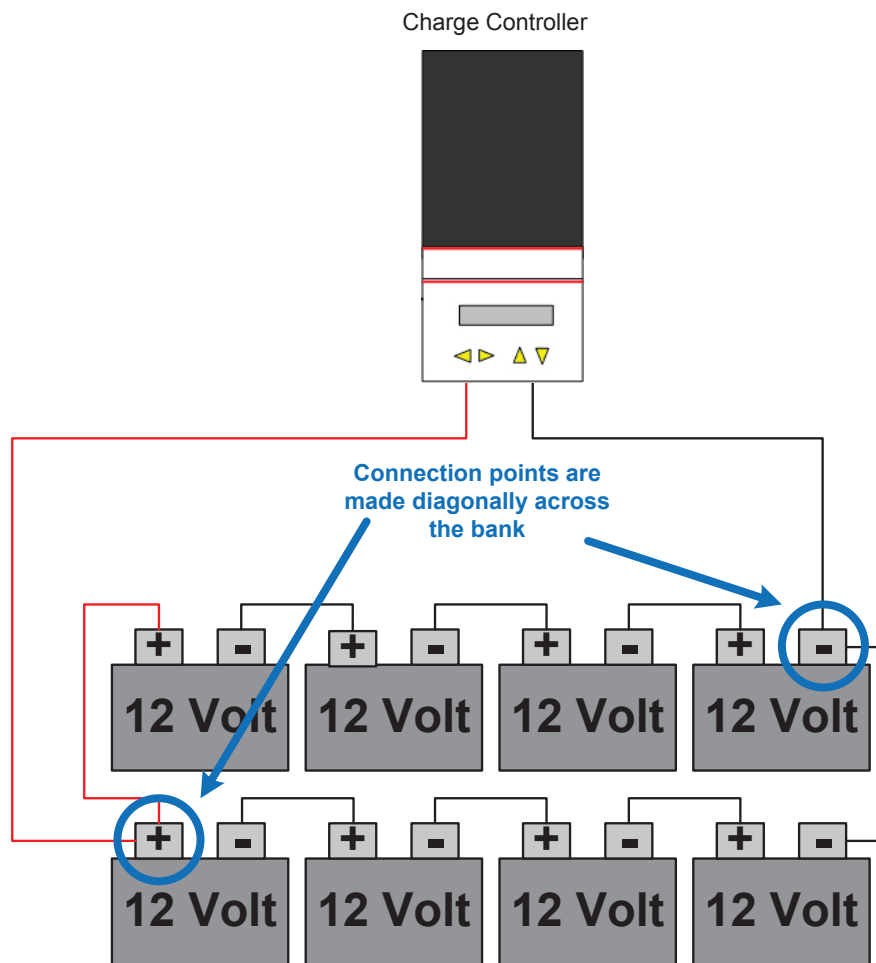 Charge Controller
Connection points are
made diagonally across
the bank
+ - + - + - + -
12 Volt 12 Volt 12 Volt 12 Volt
+ - + - + - + -
12 Volt 12 Volt 12 Volt 12 Volt